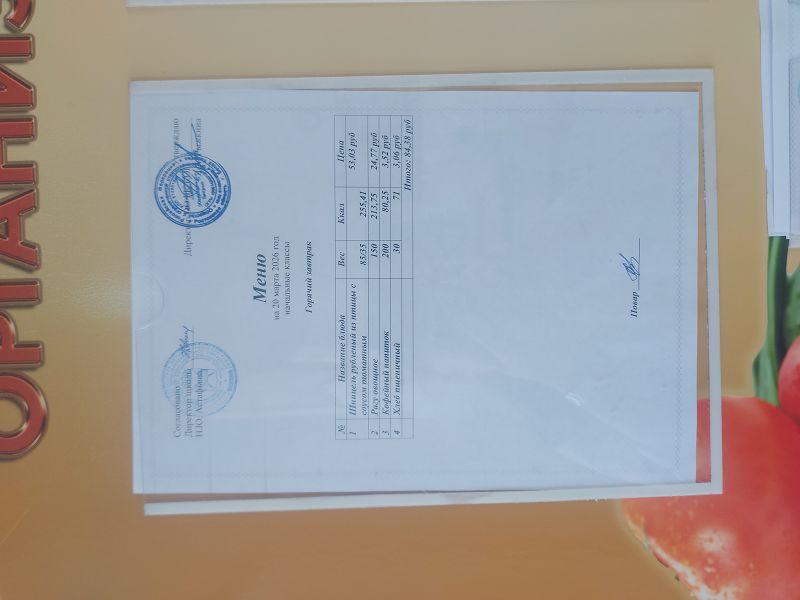 ОРГАНИЗ
Согласовано
Директор школы
Н.Ю. Астафьева
Директ
Меню
на 20 марта 2026 год
начальные классы
Горячий завтрак
№ Название блюда Вес Ккал Цена
1 Шницель рубленый из птицы с соусом томатным 85/35 255,41 53,03 руб
2 Рагу овощное 150 213,75 24,77 руб
3 Кофейный напиток 200 80,25 3,52 руб
4 Хлеб пшеничный 30 71 3,06 руб
Итого: 84,38 руб
Повар